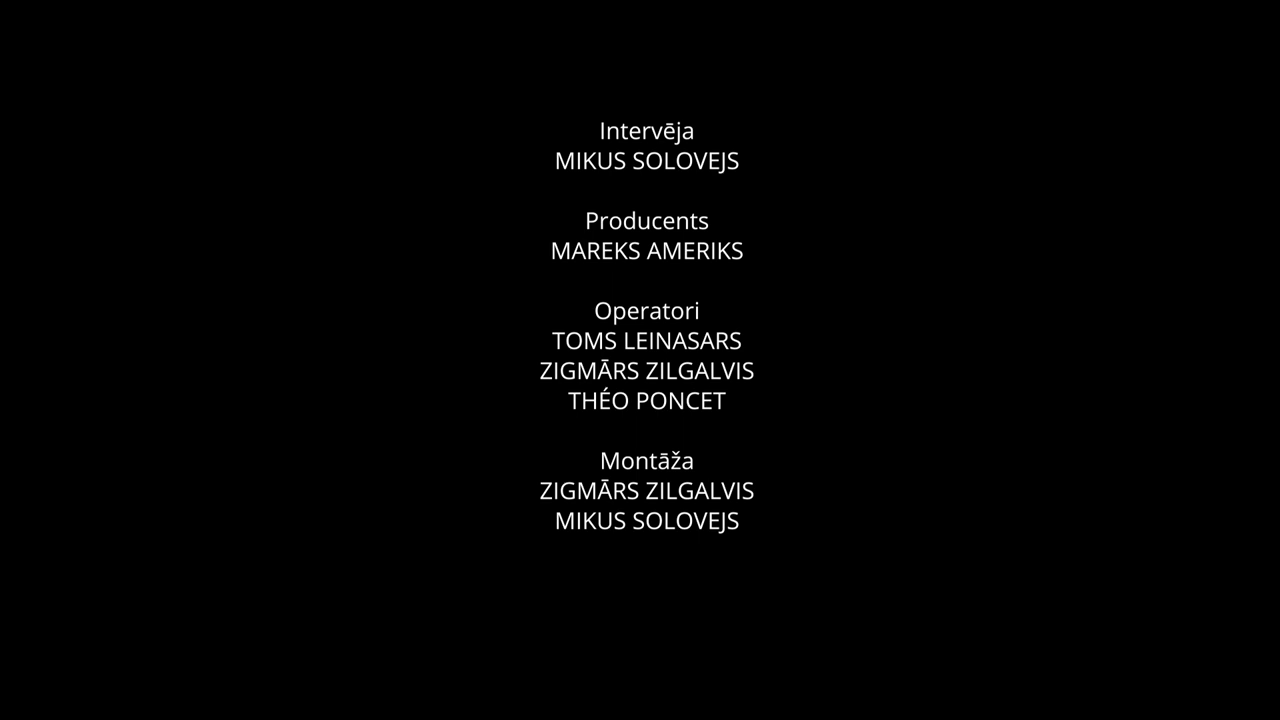 Intervēja
MIKUS SOLOVEJS
Producents
MAREKS AMERIKS
Operatori
TOMS LEINASARS
ZIGMĀRS ZILGALVIS
THÉO PONCET
Montāža
ZIGMĀRS ZILGALVIS
MIKUS SOLOVEJS